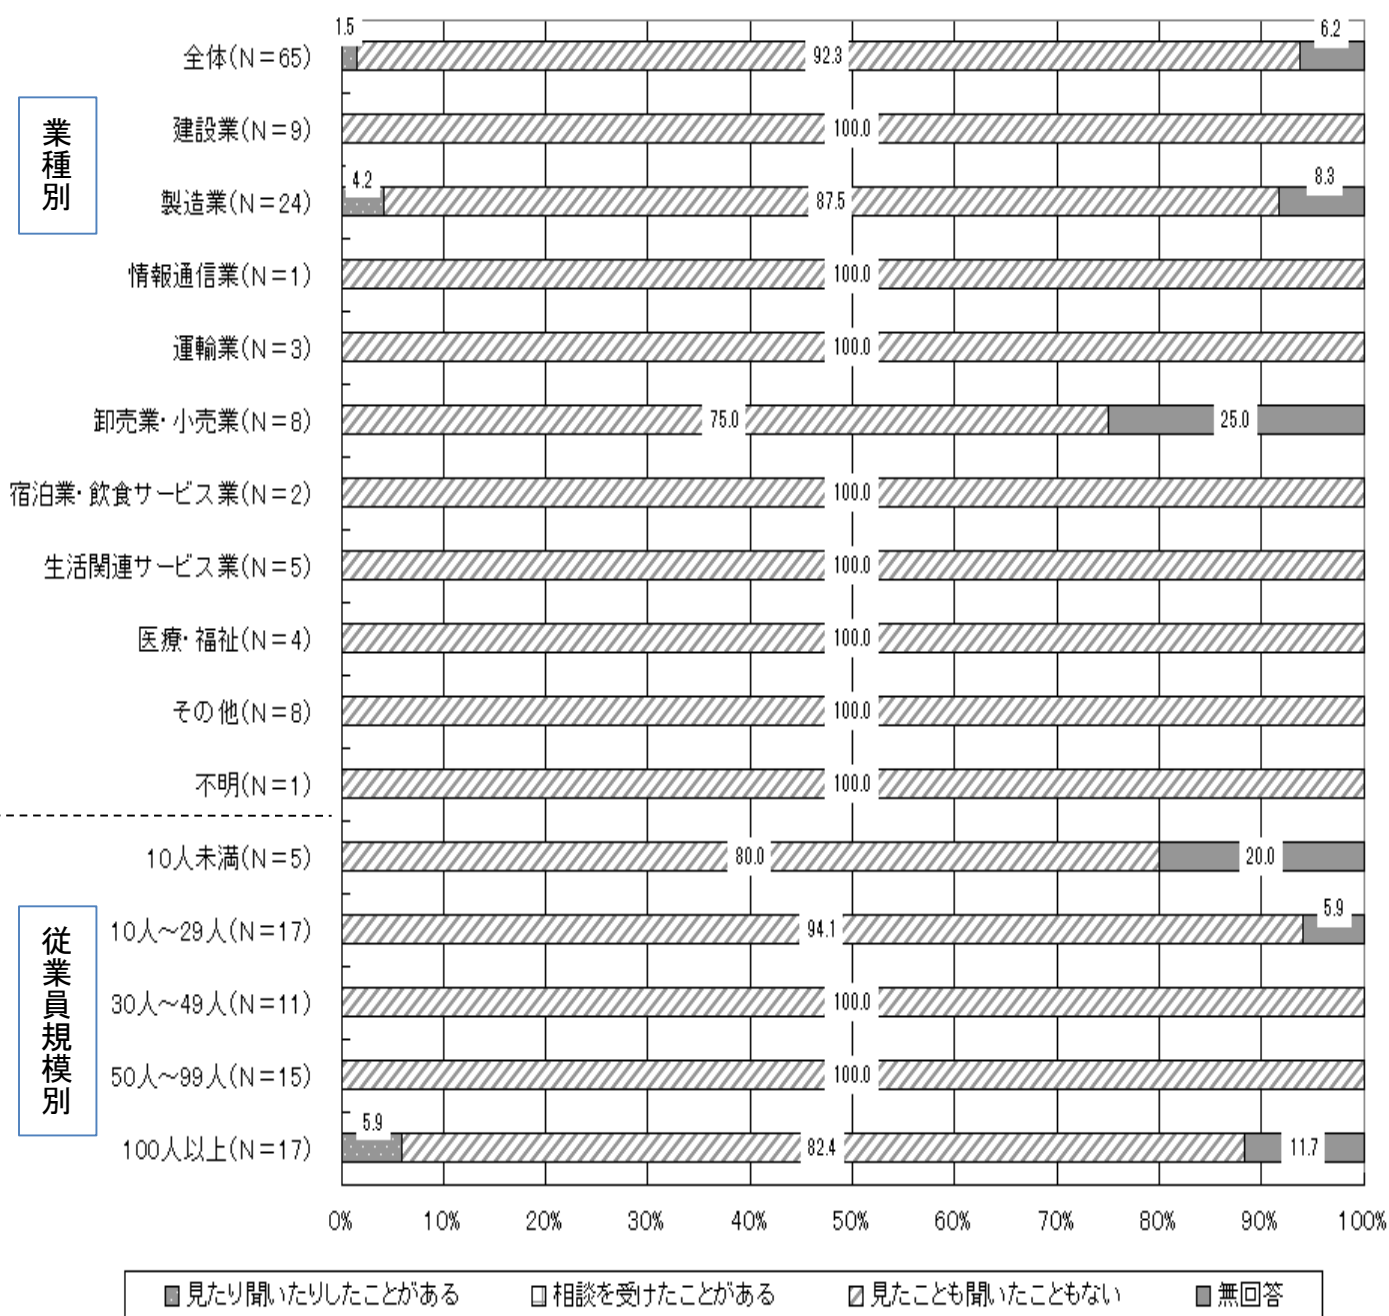 1.5
6.2
全体(N=65)
92.3
業種別
建設業(N=9)
100.0
4.2
8.3
製造業(N=24)
87.5
情報通信業(N=1)
100.0
運輸業(N=3)
100.0
卸売業・小売業(N=8)
75.0
25.0
宿泊業・飲食サービス業(N=2)
100.0
生活関連サービス業(N=5)
100.0
医療・福祉(N=4)
100.0
その他(N=8)
100.0
不明(N=1)
100.0
従業員規模別
10人未満(N=5)
80.0
20.0
5.9
10人~29人(N=17)
94.1
30人~49人(N=11)
100.0
50人~99人(N=15)
100.0
5.9
100人以上(N=17)
82.4
11.7
0% 10% 20% 30% 40% 50% 60% 70% 80% 90% 100%
見たり聞いたりしたことがある 相談を受けたことがある 見たことも聞いたこともない 無回答